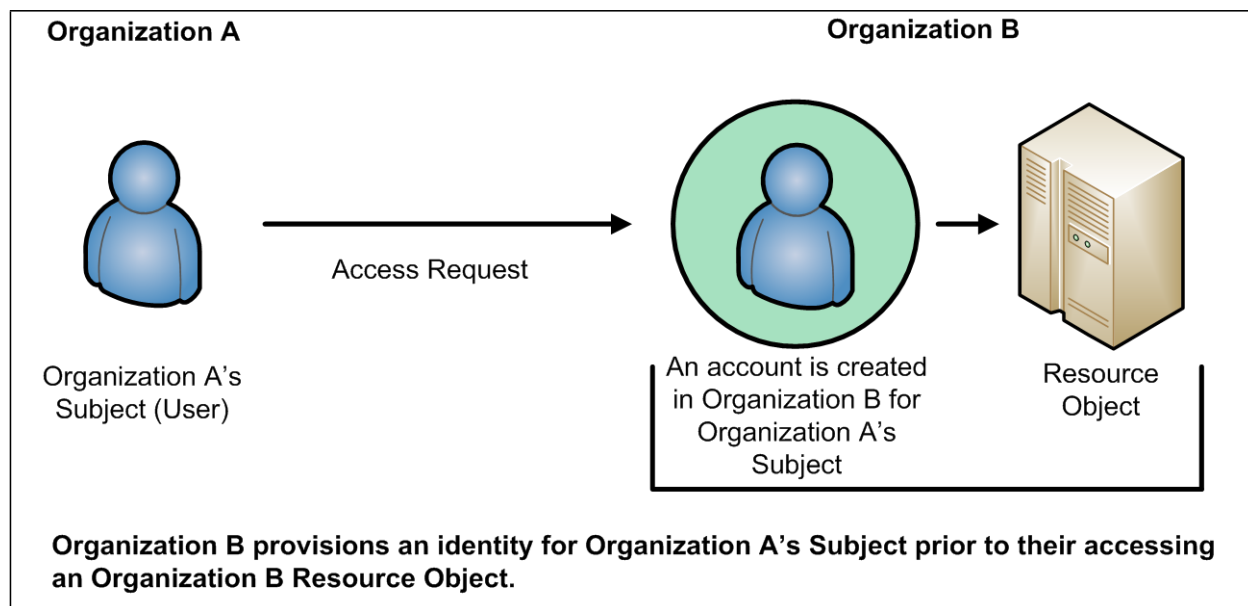 Organization A
Organization B
Access Request
Organization A's
Subject (User)
An account is created
in Organization B for
Organization A's
Subject
Resource
Object
Organization B provisions an identity for Organization A's Subject prior to their accessing
an Organization B Resource Object.